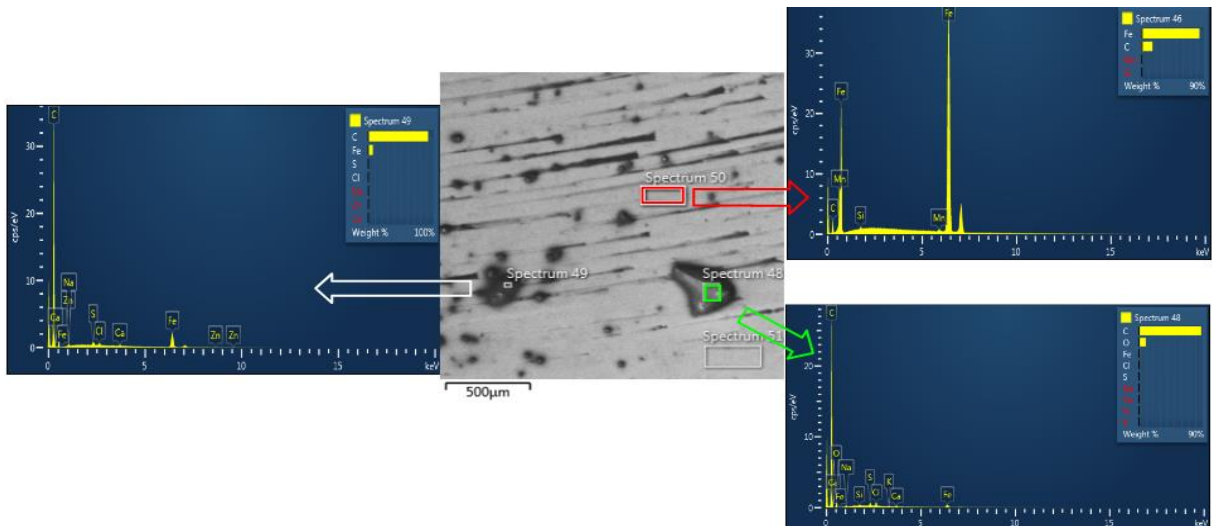 Spectrum 49
C
Fe
S
Cl
Weight % 100%
cps/eV
30
20
10
0
C
Na
Zn
Ca
Fe
S
Cl
Ca
Fe
Zn
Zn
0
5
10
15
keV
Spectrum 50
Spectrum 49
Spectrum 48
Spectrum 51
500µm
Spectrum 46
Fe
C
Weight % 90%
cps/eV
30
20
10
0
Fe
Fe
Mn
C
Si
Mn
0
5
10
15
keV
Spectrum 48
C
O
Fe
Cl
S
Weight % 90%
cps/eV
20
10
0
C
O
Na
Ca
Fe
Si
S
Cl
K
Ca
Fe
0
5
10
15
keV